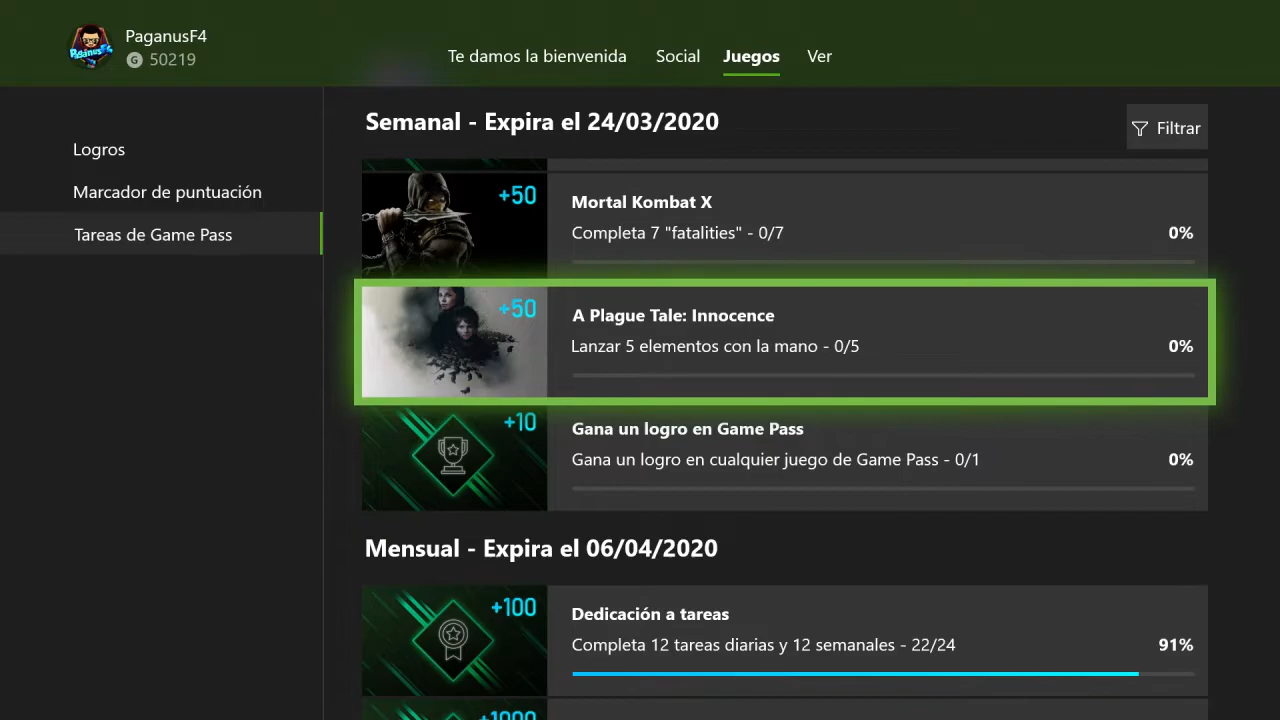 PaganusF4
G 50219
Te damos la bienvenida Social Juegos Ver
Logros
Marcador de puntuación
Tareas de Game Pass
Semanal - Expira el 24/03/2020
Filtrar
+50
Mortal Kombat X
Completa 7 "fatalities" - 0/7
0%
+50
A Plague Tale: Innocence
Lanzar 5 elementos con la mano - 0/5
0%
+10
Gana un logro en Game Pass
Gana un logro en cualquier juego de Game Pass - 0/1
0%
Mensual - Expira el 06/04/2020
+100
Dedicación a tareas
Completa 12 tareas diarias y 12 semanales - 22/24
91%
+1000